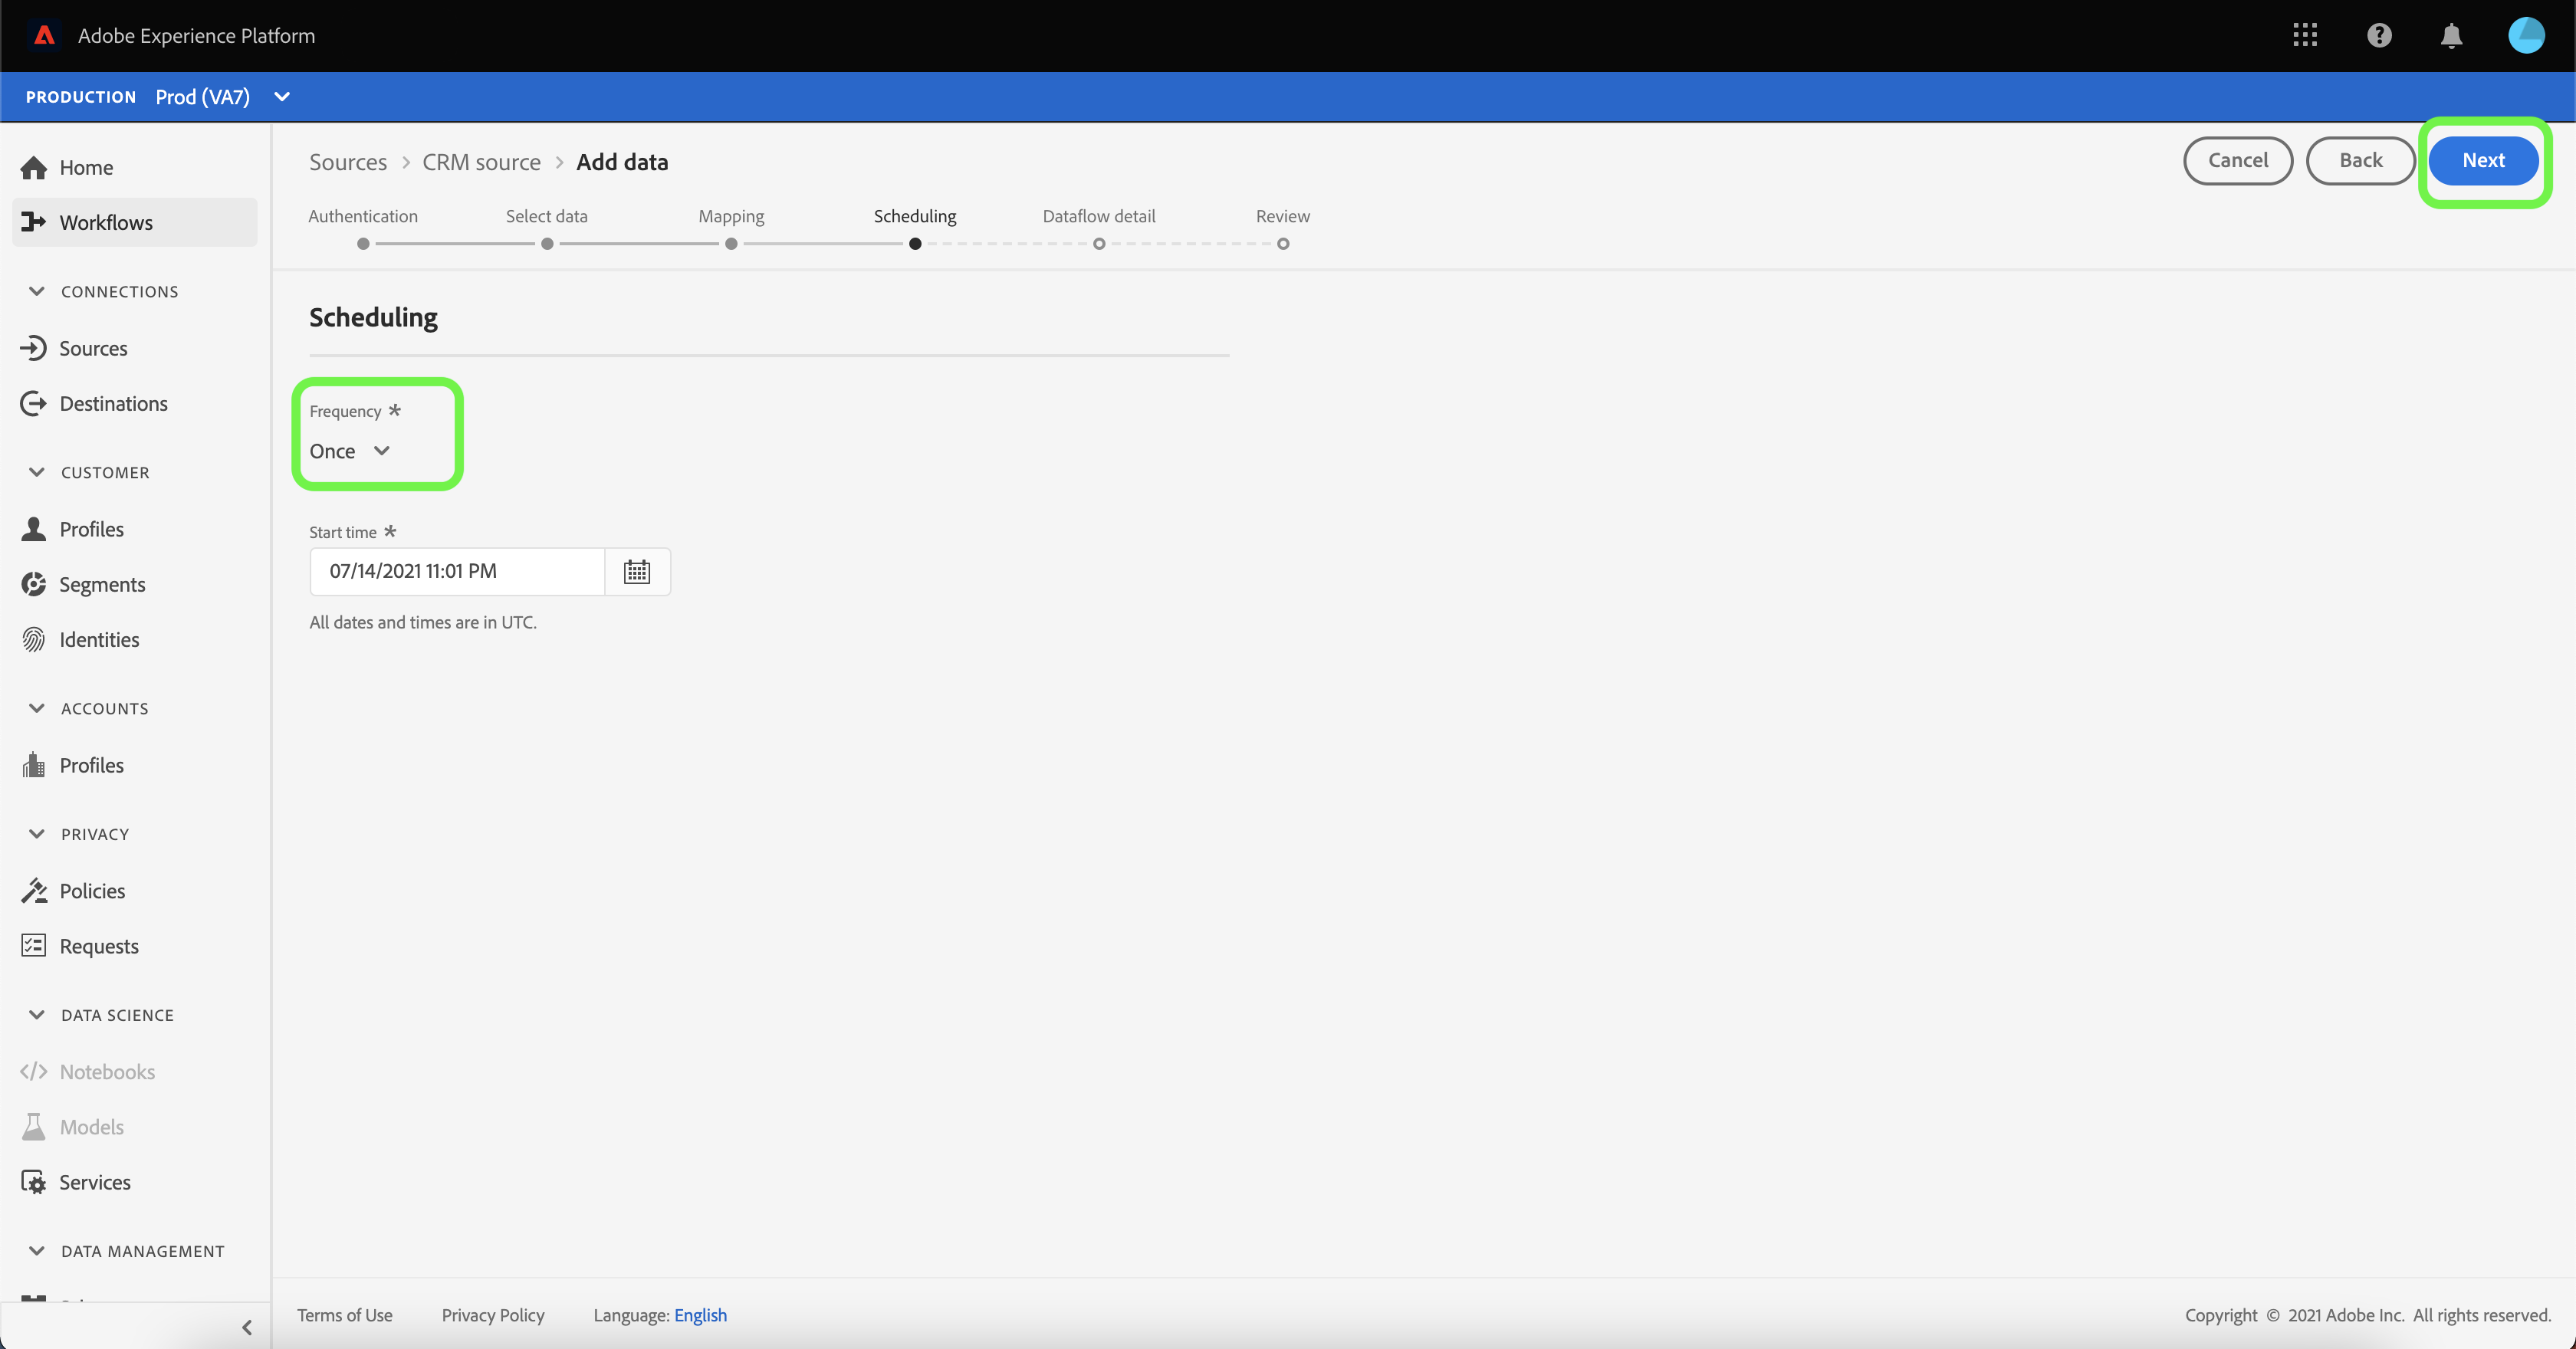 Adobe Experience Platform
PRODUCTION Prod (VA7)
Home
Workflows
CONNECTIONS
Sources
Destinations
CUSTOMER
Profiles
Segments
Identities
ACCOUNTS
Profiles
PRIVACY
Policies
Requests
DATA SCIENCE
Notebooks
Models
Services
DATA MANAGEMENT
Sources > CRM source > Add data
Cancel Back Next
Authentication Select data Mapping Scheduling Dataflow detail Review
Scheduling
Frequency *
Once
Start time *
07/14/2021 11:01 PM
All dates and times are in UTC.
Terms of Use Privacy Policy Language: English Copyright © 2021 Adobe Inc. All rights reserved.